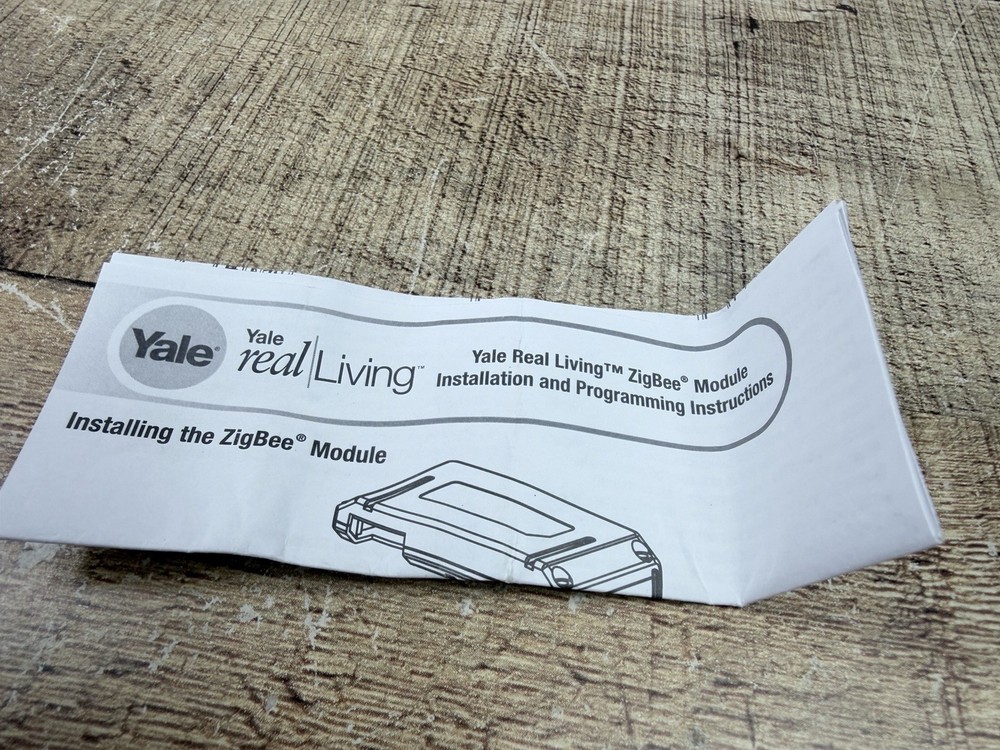 Yale®
Yale
real Living™
Yale Real Living™ ZigBee® Module
Installation and Programming Instructions
Installing the ZigBee® Module